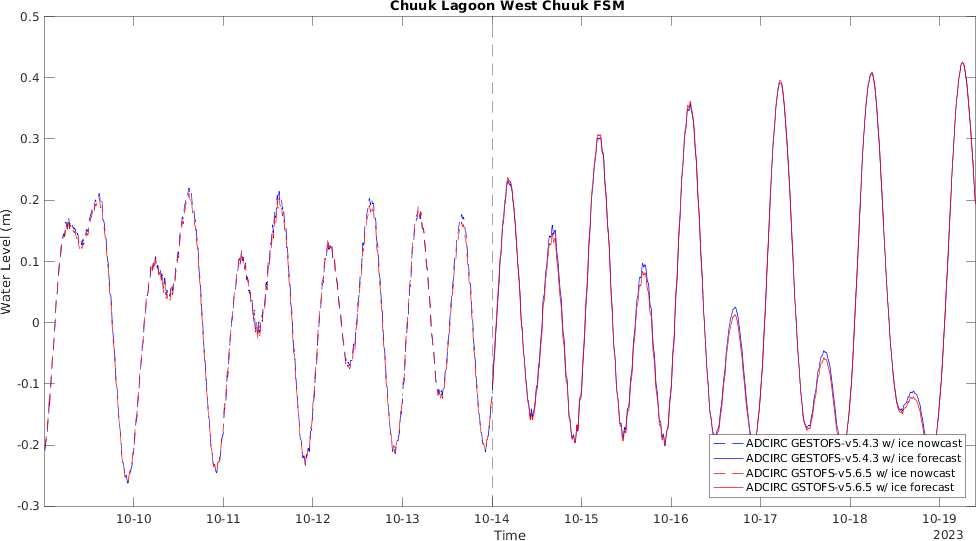 Chuuk Lagoon West Chuuk FSM
0.5
0.4
0.3
0.2
0.1
0
-0.1
-0.2
-0.3
Water Level (m)
10-10 10-11 10-12 10-13 10-14 10-15 10-16 10-17 10-18 10-19
Time
2023
ADCIRC GESTOFS-v5.4.3 w/ ice nowcast
ADCIRC GESTOFS-v5.4.3 w/ ice forecast
ADCIRC GSTOFS-v5.6.5 w/ ice nowcast
ADCIRC GSTOFS-v5.6.5 w/ ice forecast